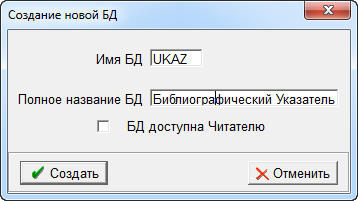 Создание новой БД
Имя БД UKAZ
Полное название БД Библиографический Указатель
БД доступна Читателю
Создать Отменить